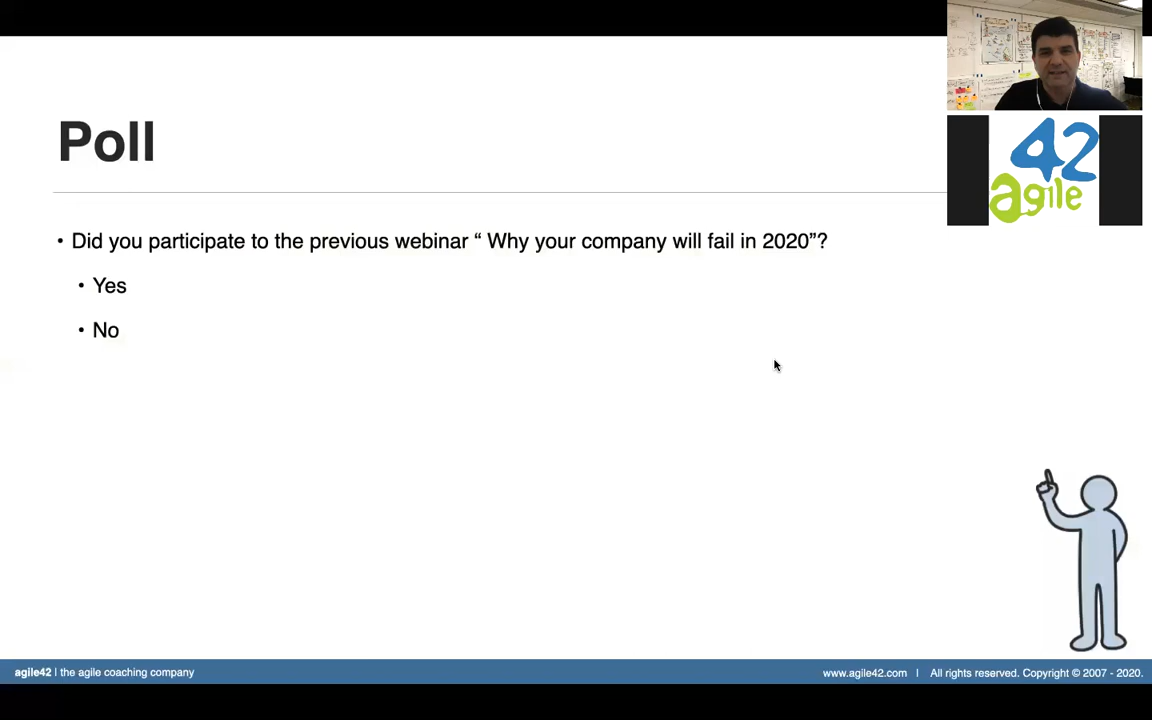 Poll
42
agile
• Did you participate to the previous webinar “ Why your company will fail in 2020”?
• Yes
• No
agile42 | the agile coaching company
www.agile42.com | All rights reserved. Copyright © 2007 - 2020.